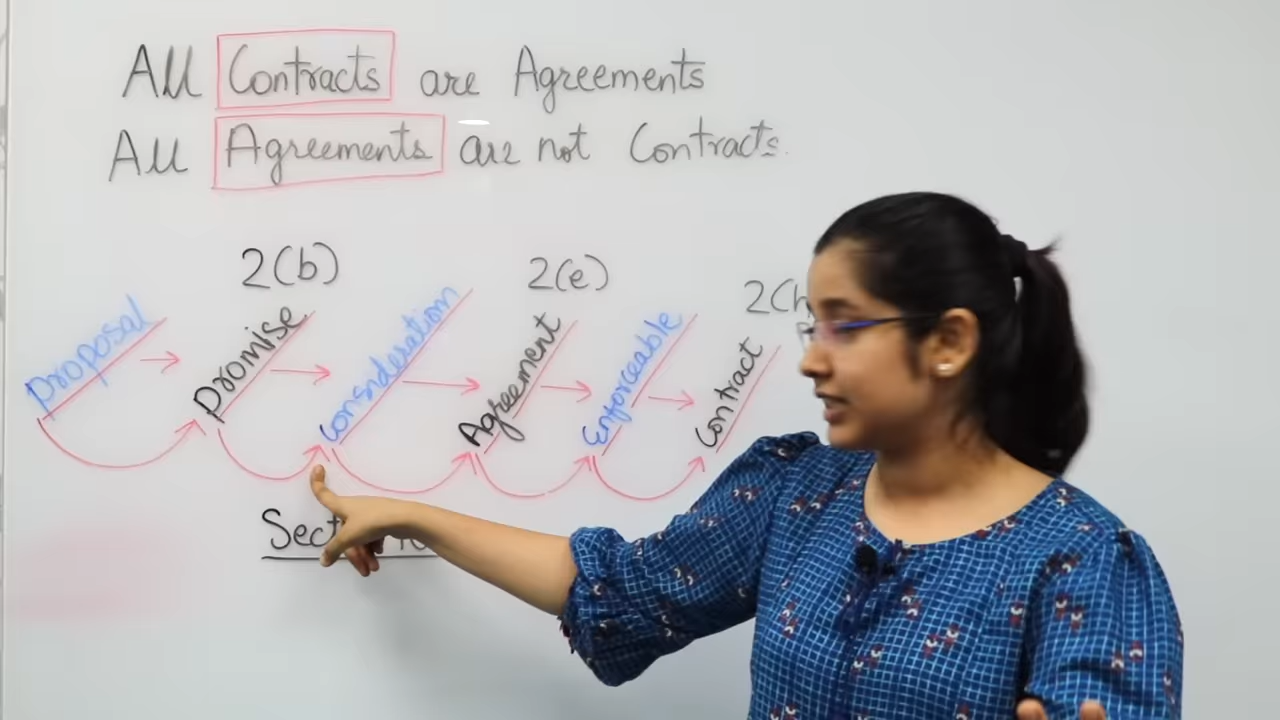 All Contracts are Agreements
All Agreements are not Contracts.
2(b) 2(e)
Proposal → Promise → Consideration → Agreement → Enforceable → Contract